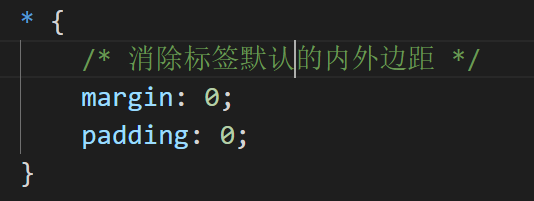 * {
/* 消除标签默认的内外边距 */
margin: 0;
padding: 0;
}